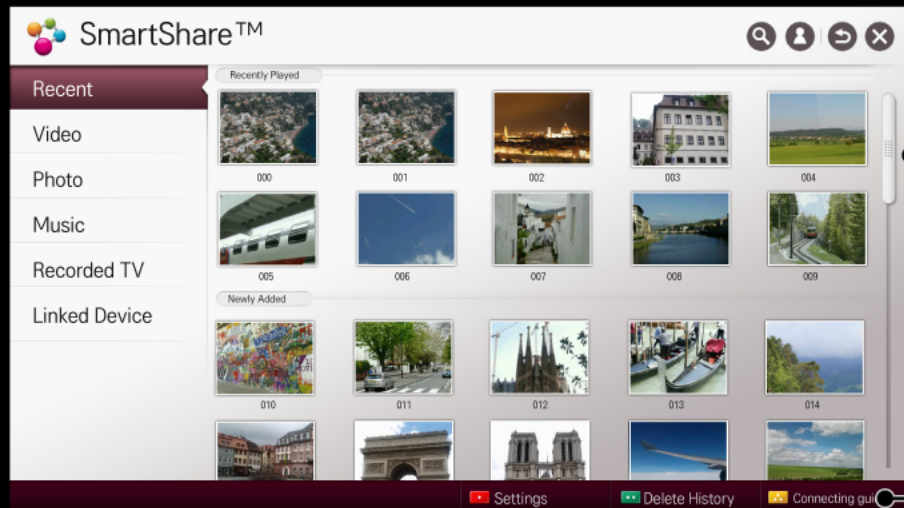 SmartShare™
Recent
Video
Photo
Music
Recorded TV
Linked Device
Recently Played
000 001 002 003 004
005 006 007 008 009
Newly Added
010 011 012 013 014
Settings Delete History Connecting